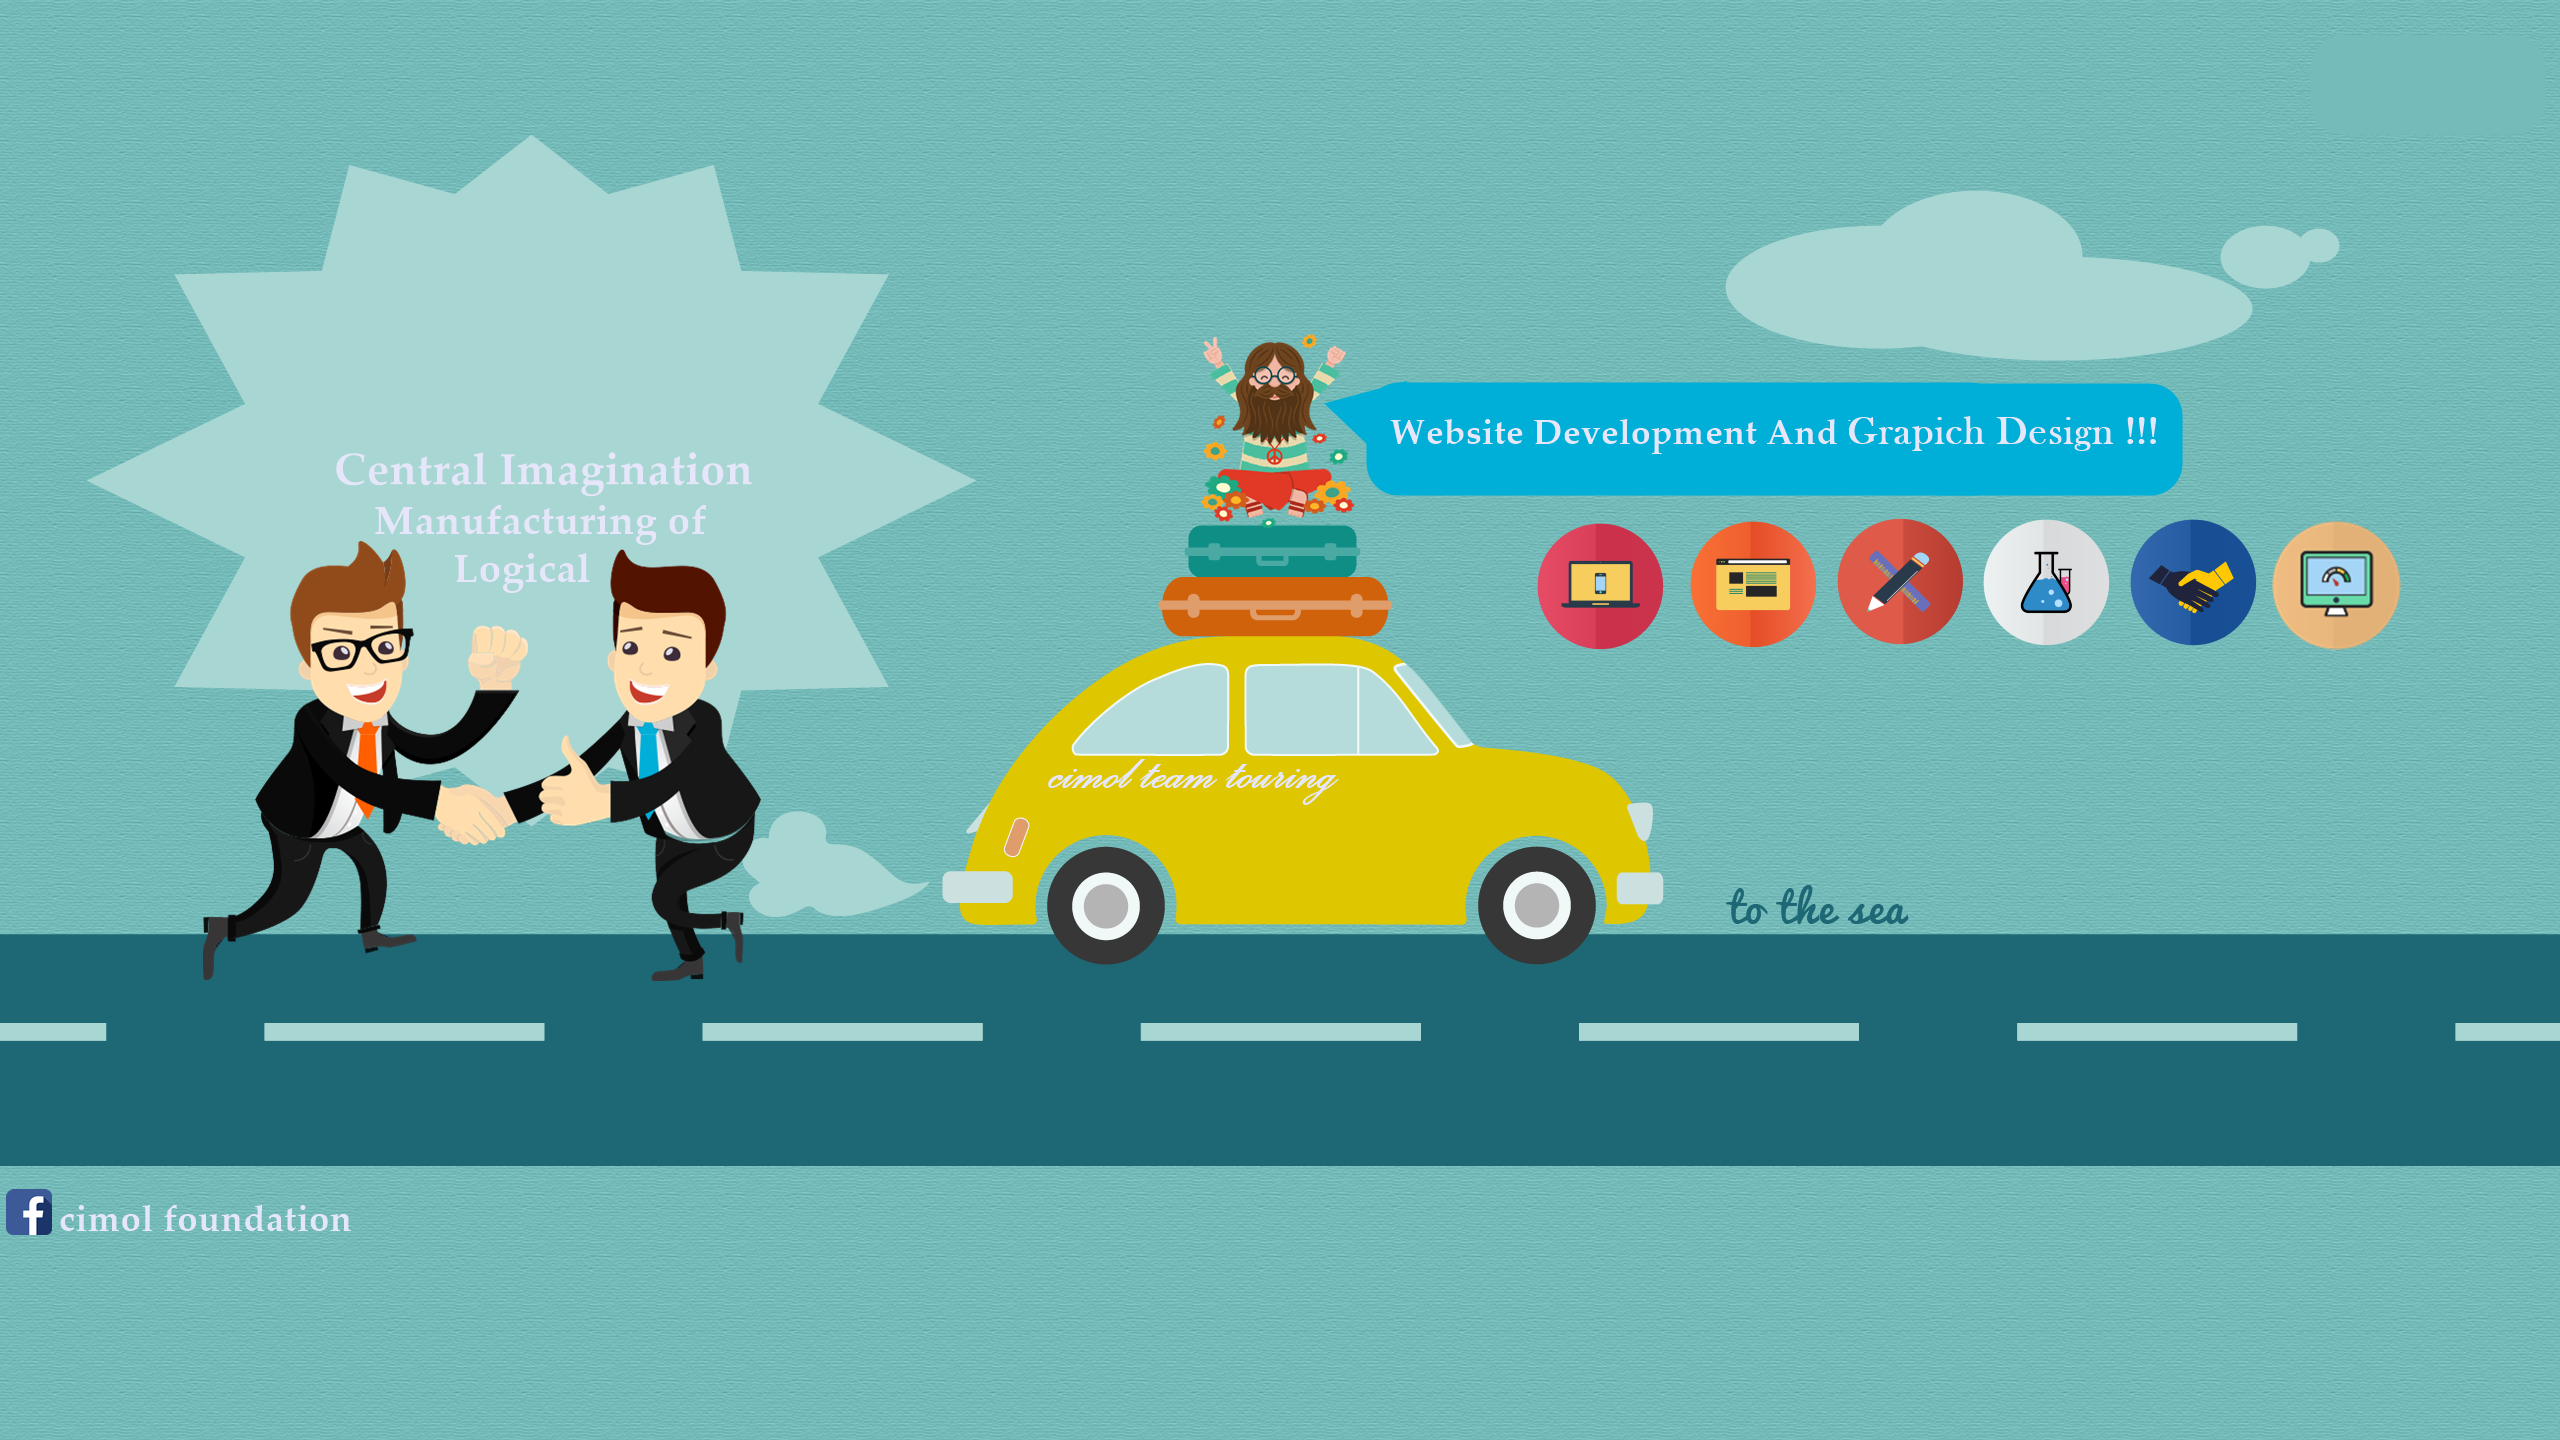 Central Imagination
Manufacturing of
Logical
Website Development And Grapich Design !!!
cimol team touring
to the sea
cimol foundation